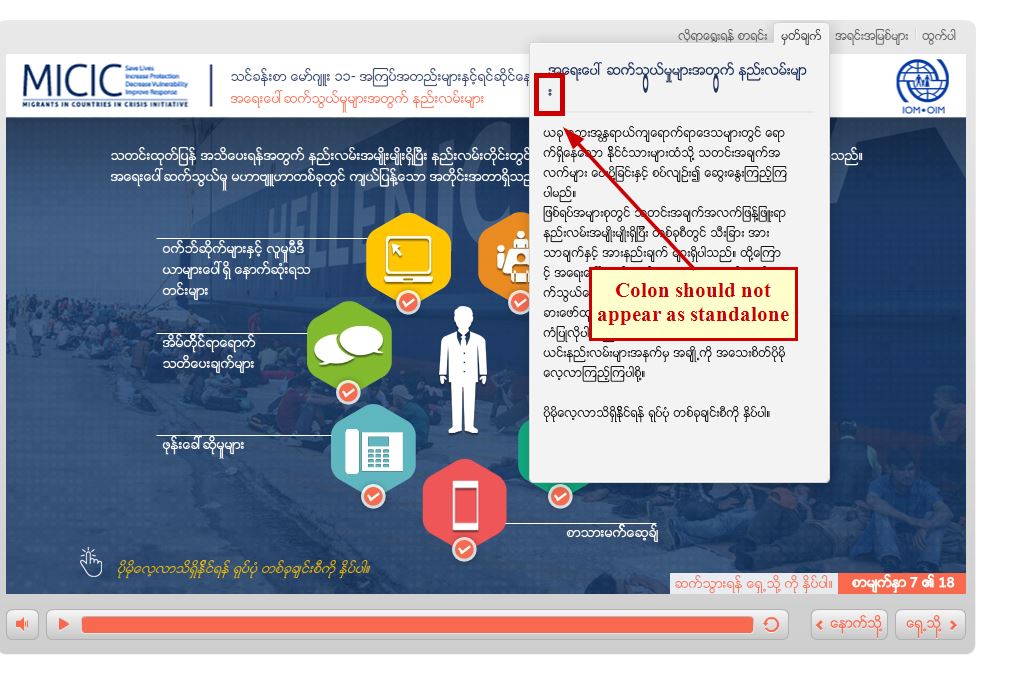 လိုရာရွေးရန် စာရင်း မှတ်ချက် အရင်းအမြစ်များ ထွက်ပါ
MICIC
Save Lives
Increase Protection
Decrease Vulnerability
Improve Response
MIGRANTS IN COUNTRIES IN CRISIS INITIATIVE
သင်ခန်းစာ မော်ဂျူး ၁၁- အကြပ်အတည်းများနှင့်ရင်ဆိုင်နေ
အရေးပေါ် ဆက်သွယ်မှုများအတွက် နည်းလမ်းများ
IOM•OIM
အရေးပေါ် ဆက်သွယ်မှုများအတွက် နည်းလမ်းမျာ
း
သတင်းထုတ်ပြန် အသိပေးရန်အတွက် နည်းလမ်းအမျိုးမျိုးရှိပြီး နည်းလမ်းတိုင်းတွင် သည်။
အရေးပေါ် ဆက်သွယ်မှု မဟာဗျူဟာတစ်ခုတွင် ကျယ်ပြန့်သော အတိုင်းအတာရှိသည့်
ဝက်ဘ်ဆိုက်များနှင့် လူမှုမီဒီ
ယာများပေါ်ရှိ နောက်ဆုံးရသ
တင်းများ
အိမ်တိုင်ရာရောက်
သတိပေးချက်များ
ဖုန်းခေါ်ဆိုမှုများ
စာသားမက်ဆေ့ချ်
ယခု ဘေးအန္တရာယ်ကျရောက်ရာဒေသများတွင် ရော
က်ရှိနေသော နိုင်ငံသားများထံသို့ သတင်းအချက်အ
လက်များ ပေးပို့ခြင်းနှင့် စပ်လျဉ်း၍ ဆွေးနွေးကြည့်ကြ
ပါမည်။
ဖြစ်ရပ်အများစုတွင် သတင်းအချက်အလက်ဖြန့်ဖြူးရာ
နည်းလမ်းအမျိုးမျိုးရှိပြီး တစ်ခုစီတွင် သီးခြား အား
သာချက်နှင့် အားနည်းချက် များရှိပါသည်။ ထို့ကြော
င့် အရေးပေါ်
က်သွယ်
ကံပြုလိုပါ
ယင်းနည်းလမ်းများအနက်မှ အချို့ကို အသေးစိတ်ပိုမို
လေ့လာကြည့်ကြပါစို့။
ပိုမိုလေ့လာသိရှိနိုင်ရန် ရုပ်ပုံ တစ်ခုချင်းစီကို နှိပ်ပါ။
Colon should not
appear as standalone
ပိုမိုလေ့လာသိရှိနိုင်ရန် ရုပ်ပုံ တစ်ခုချင်းစီကို နှိပ်ပါ။
ဆက်သွားရန် ရှေ့သို့ ကို နှိပ်ပါ။ စာမျက်နှာ 7 ၏ 18
နောက်သို့ ရှေ့သို့